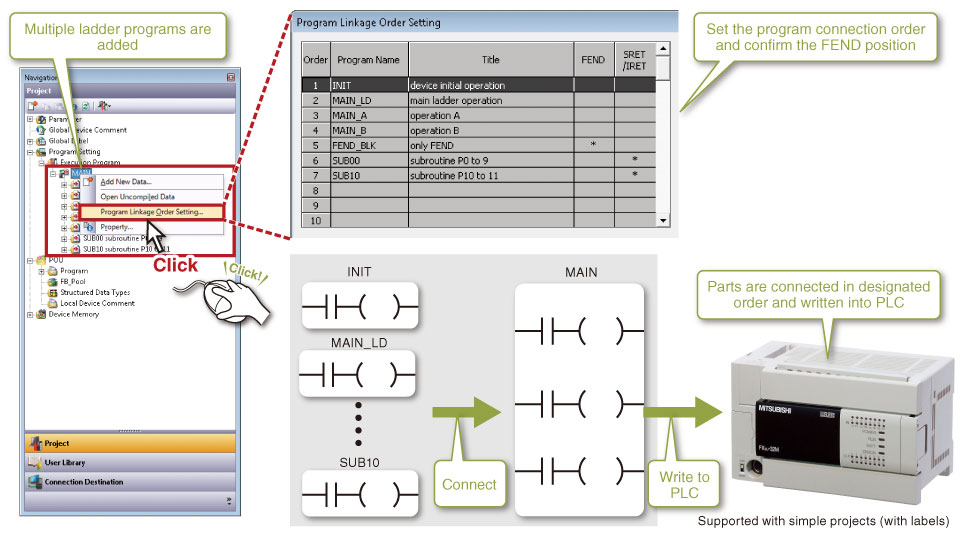 Multiple ladder programs are
added
Navigation
Project
Parameter
Global Device Comment
Global Label
Program Setting
Execution Program
MAIN
Add New Data...
Open Uncompiled Data
Program Linkage Order Setting...
Property...
SUB00 subroutine P
SUB10 subroutine P10 to 11
POU
Program
FB_Pool
Structured Data Types
Local Device Comment
Device Memory
Project
User Library
Connection Destination
Click
Click!
Program Linkage Order Setting
Order Program Name Title FEND SRET
/IRET
1 INIT device initial operation
2 MAIN_LD main ladder operation
3 MAIN_A operation A
4 MAIN_B operation B
5 FEND_BLK only FEND *
6 SUB00 subroutine P0 to 9 *
7 SUB10 subroutine P10 to 11 *
8
9
10
Set the program connection order
and confirm the FEND position
INIT
MAIN_LD
SUB10
Connect
MAIN
Write to
PLC
Parts are connected in designated
order and written into PLC
MITSUBISHI
Supported with simple projects (with labels)